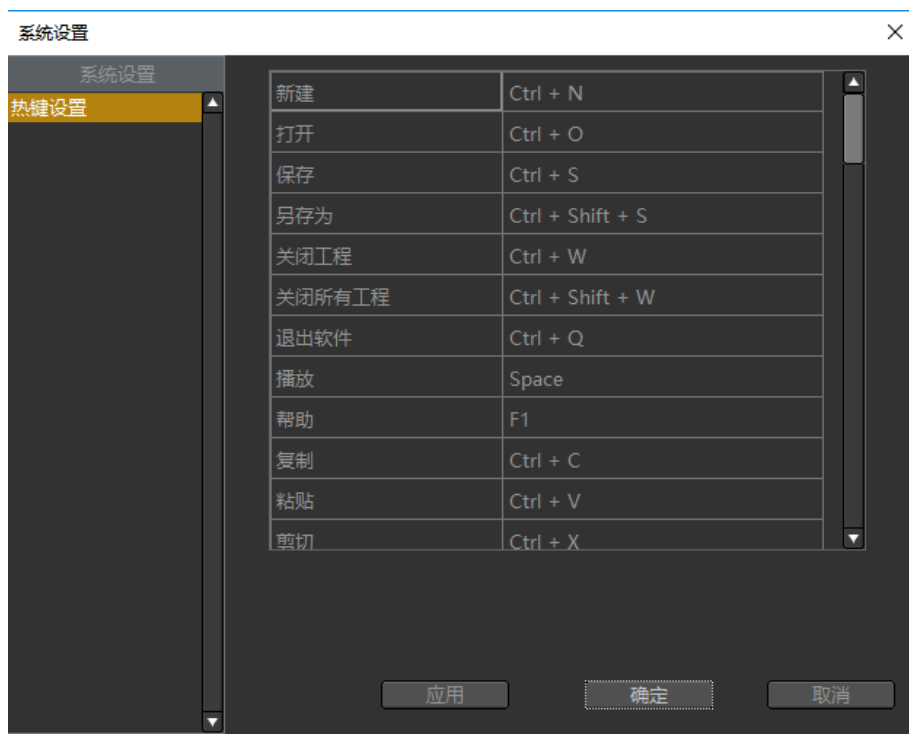 系统设置
系统设置
热键设置
新建 Ctrl + N
打开 Ctrl + O
保存 Ctrl + S
另存为 Ctrl + Shift + S
关闭工程 Ctrl + W
关闭所有工程 Ctrl + Shift + W
退出软件 Ctrl + Q
播放 Space
帮助 F1
复制 Ctrl + C
粘贴 Ctrl + V
剪切 Ctrl + X
应用 确定 取消